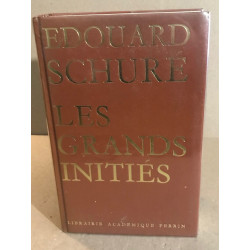 EDOUARD
SCHURÉ
LES
GRANDS
INITIÉS
LIBRAIRIE ACADÉMIQUE PERRIN